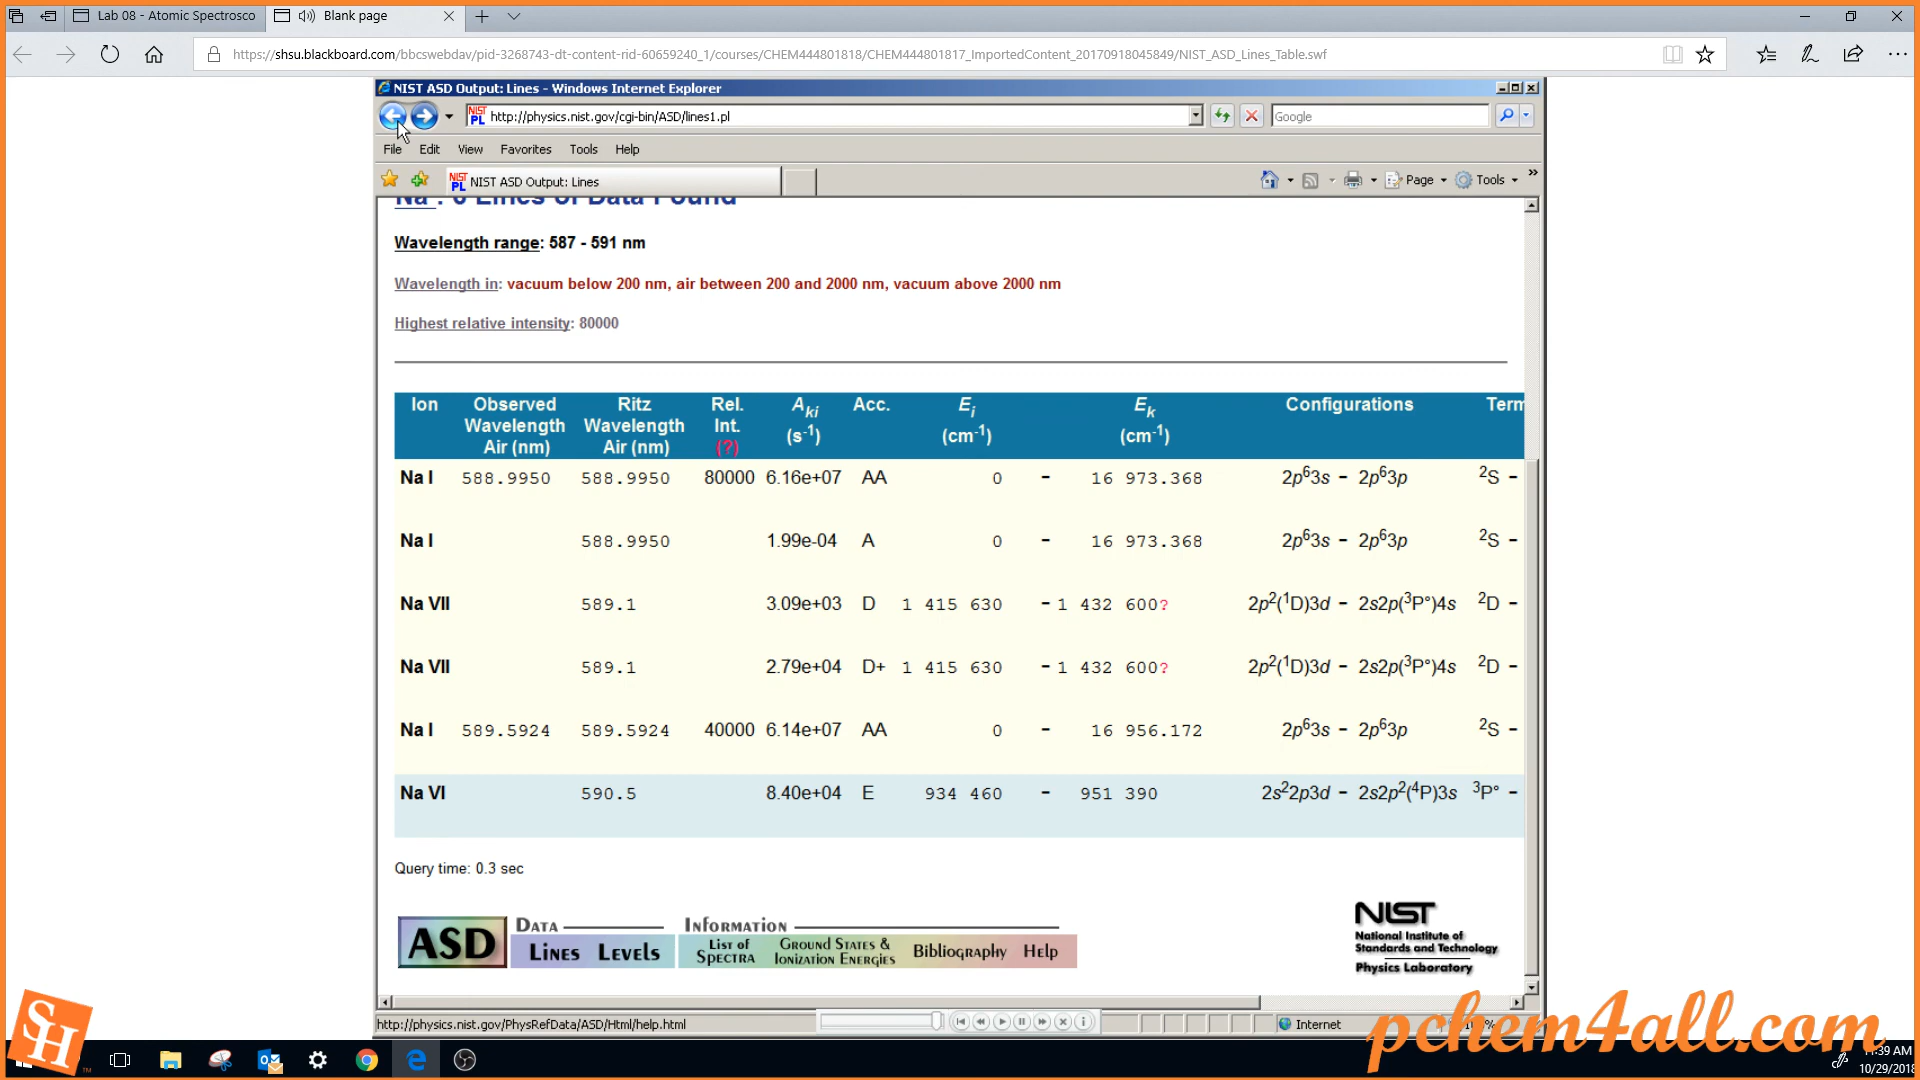 Lab 08 - Atomic Spectrosco
Blank page
https://shsu.blackboard.com/bbcswebdav/pid-3268743-dt-content-rid-60659240_1/courses/CHEM444801818/CHEM444801817_ImportedContent_20170918045849/NIST_ASD_Lines_Table.swf
NIST ASD Output: Lines - Windows Internet Explorer
NIST PL http://physics.nist.gov/cgi-bin/ASD/lines1.pl
Google
File Edit View Favorites Tools Help
NIST PL NIST ASD Output: Lines
Page Tools »
Lines of Data Found
Wavelength range: 587 - 591 nm
Wavelength in: vacuum below 200 nm, air between 200 and 2000 nm, vacuum above 2000 nm
Highest relative intensity: 80000
Ion Observed Wavelength Air (nm) Ritz Wavelength Air (nm) Rel. Int. (?) Aki (s-1) Acc. Ei (cm-1) Ek (cm-1) Configurations Term
Na I 588.9950 588.9950 80000 6.16e+07 AA 0 - 16 973.368 2p⁶3s - 2p⁶3p ²S -
Na I 588.9950 1.99e-04 A 0 - 16 973.368 2p⁶3s - 2p⁶3p ²S -
Na VII 589.1 3.09e+03 D 1 415 630 - 1 432 600? 2p²(¹D)3d - 2s2p(³P°)4s ²D -
Na VII 589.1 2.79e+04 D+ 1 415 630 - 1 432 600? 2p²(¹D)3d - 2s2p(³P°)4s ²D -
Na I 589.5924 589.5924 40000 6.14e+07 AA 0 - 16 956.172 2p⁶3s - 2p⁶3p ²S -
Na VI 590.5 8.40e+04 E 934 460 - 951 390 2s²2p3d - 2s2p²(⁴P)3s ³P° -
Query time: 0.3 sec
ASD
Data
Lines Levels
Information
List of Spectra
Ground States & Ionization Energies
Bibliography Help
NIST
National Institute of
Standards and Technology
Physics Laboratory
http://physics.nist.gov/PhysRefData/ASD/Html/help.html
Internet
pchem4all.com
SH
TM
:39 AM
10/29/2018